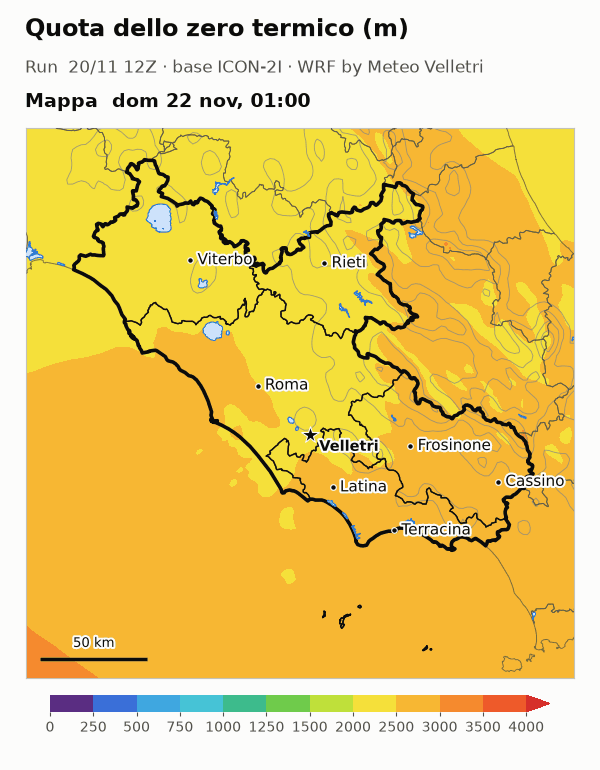 Quota dello zero termico (m)
Run  20/11 12Z · base ICON-2I · WRF by Meteo Velletri
Mappa  dom 22 nov, 01:00
Viterbo
Rieti
Roma
Velletri
Frosinone
Cassino
Latina
Terracina
50 km
0 250 500 750 1000 1250 1500 2000 2500 3000 3500 4000